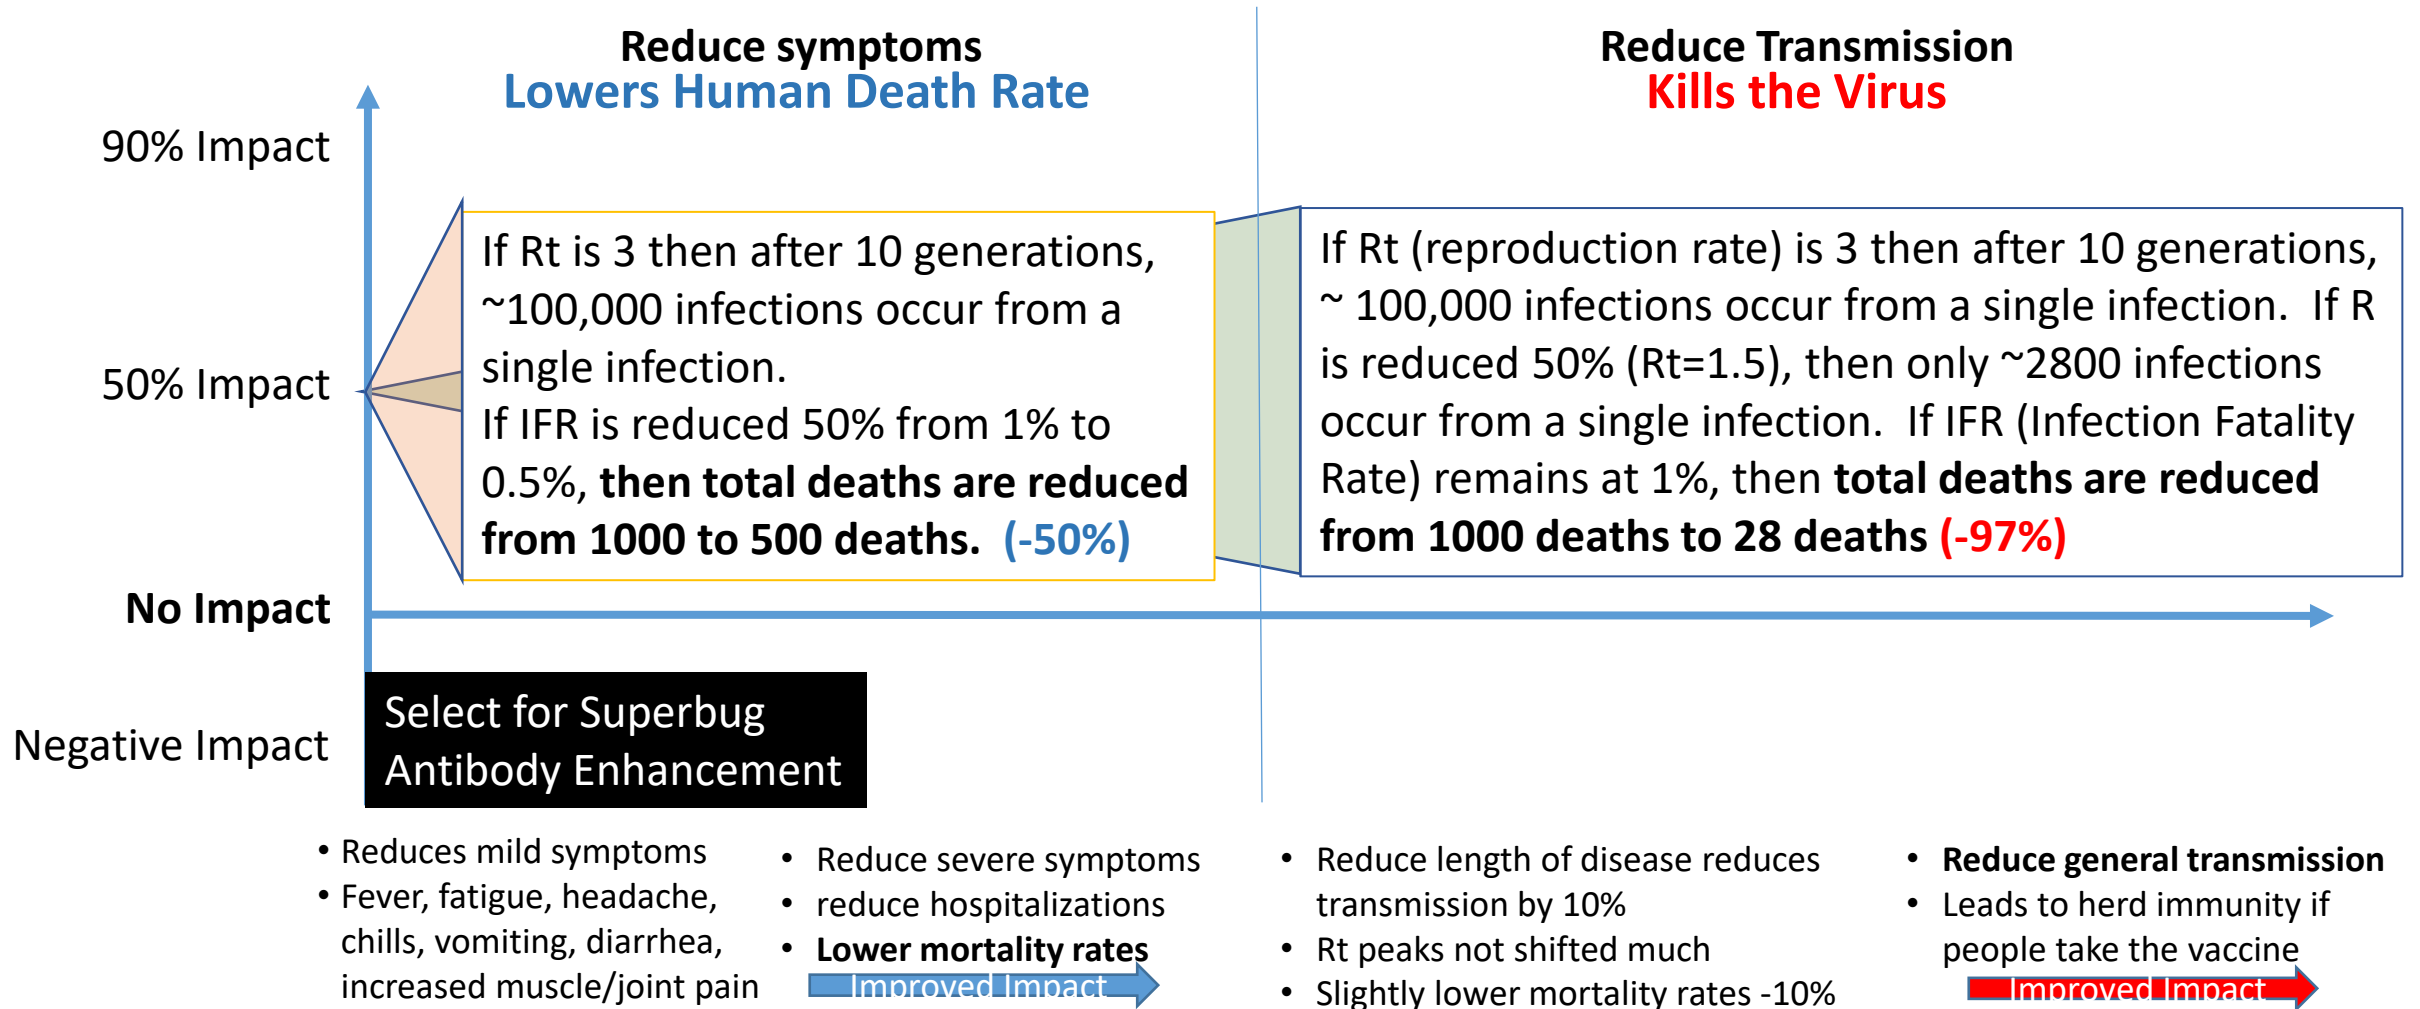 Reduce symptoms
Lowers Human Death Rate
Reduce Transmission
Kills the Virus
90% Impact
50% Impact
No Impact
Negative Impact
If Rt is 3 then after 10 generations,
~100,000 infections occur from a
single infection.
If IFR is reduced 50% from 1% to
0.5%, then total deaths are reduced
from 1000 to 500 deaths. (-50%)
If Rt (reproduction rate) is 3 then after 10 generations,
~ 100,000 infections occur from a single infection. If R
is reduced 50% (Rt=1.5), then only ~2800 infections
occur from a single infection. If IFR (Infection Fatality
Rate) remains at 1%, then total deaths are reduced
from 1000 deaths to 28 deaths (-97%)
Select for Superbug
Antibody Enhancement
• Reduces mild symptoms
• Fever, fatigue, headache,
chills, vomiting, diarrhea,
increased muscle/joint pain
• Reduce severe symptoms
• reduce hospitalizations
• Lower mortality rates
Improved Impact
• Reduce length of disease reduces
transmission by 10%
• Rt peaks not shifted much
• Slightly lower mortality rates -10%
• Reduce general transmission
• Leads to herd immunity if
people take the vaccine
Improved Impact